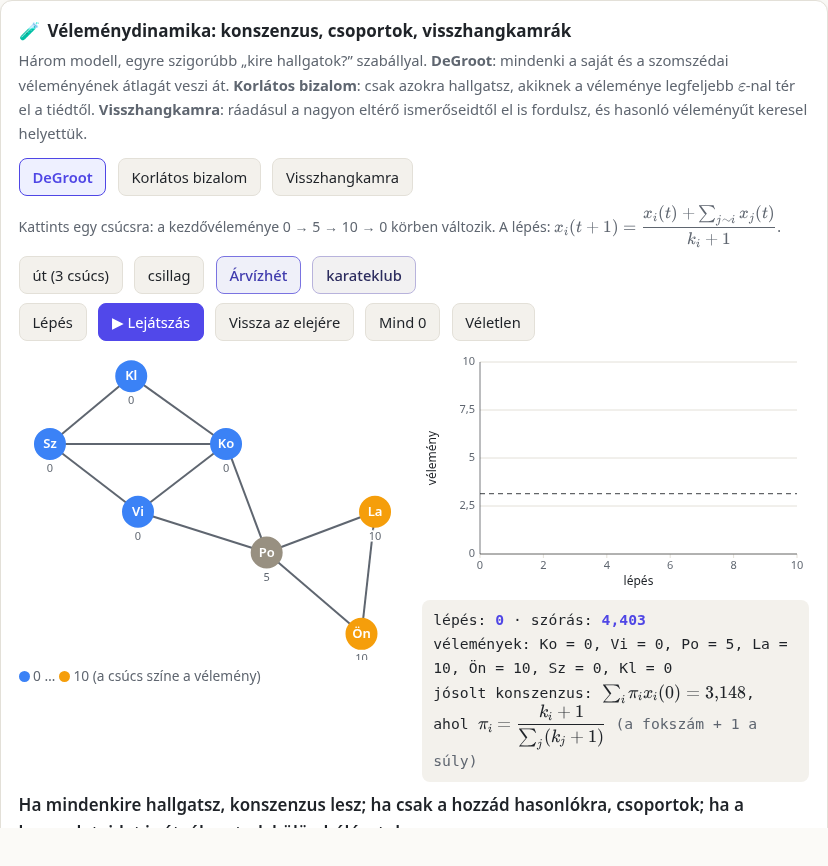 🧪 Véleménydinamika: konszenzus, csoportok, visszhangkamrák
Három modell, egyre szigorúbb „kire hallgatok?” szabállyal. DeGroot: mindenki a saját és a szomszédai
véleményének átlagát veszi át. Korlátos bizalom: csak azokra hallgatsz, akiknek a véleménye legfeljebb ε-nal tér
el a tiédtől. Visszhangkamra: ráadásul a nagyon eltérő ismerőseidtől el is fordulsz, és hasonló véleményűt keresel
helyettük.
DeGroot
Korlátos bizalom
Visszhangkamra
Kattints egy csúcsra: a kezdővéleménye 0 → 5 → 10 → 0 körben változik. A lépés: x_i(t + 1) = (x_i(t) + ∑_{j∼i} x_j(t)) / (k_i + 1).
út (3 csúcs)
csillag
Árvízhét
karateklub
Lépés
▶ Lejátszás
Vissza az elejére
Mind 0
Véletlen
Kl
0
Sz
0
Ko
0
Vi
0
La
10
Po
5
Ön
10
0 ... 10 (a csúcs színe a vélemény)
10
7,5
5
2,5
0
vélemény
0 2 4 6 8 10
lépés
lépés: 0 · szórás: 4,403
vélemények: Ko = 0, Vi = 0, Po = 5, La =
10, Ön = 10, Sz = 0, Kl = 0
jósolt konszenzus: ∑_i π_i x_i(0) = 3,148,
ahol π_i = (k_i + 1) / (∑_j (k_j + 1)) (a fokszám + 1 a
súly)
Ha mindenkire hallgatsz, konszenzus lesz; ha csak a hozzád hasonlókra, csoportok; ha a